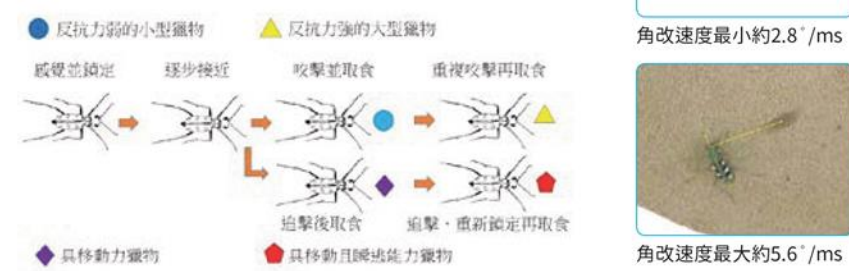 反抗力弱的小型獵物
反抗力強的大型獵物
感覺並鎖定
逐步接近
咬擊並取食
重複咬擊再取食
追擊後取食
追擊，重新鎖定再取食
具移動力獵物
具移動且瞬逃能力獵物
角改速度最小約2.8˚/ms
角改速度最大約5.6˚/ms